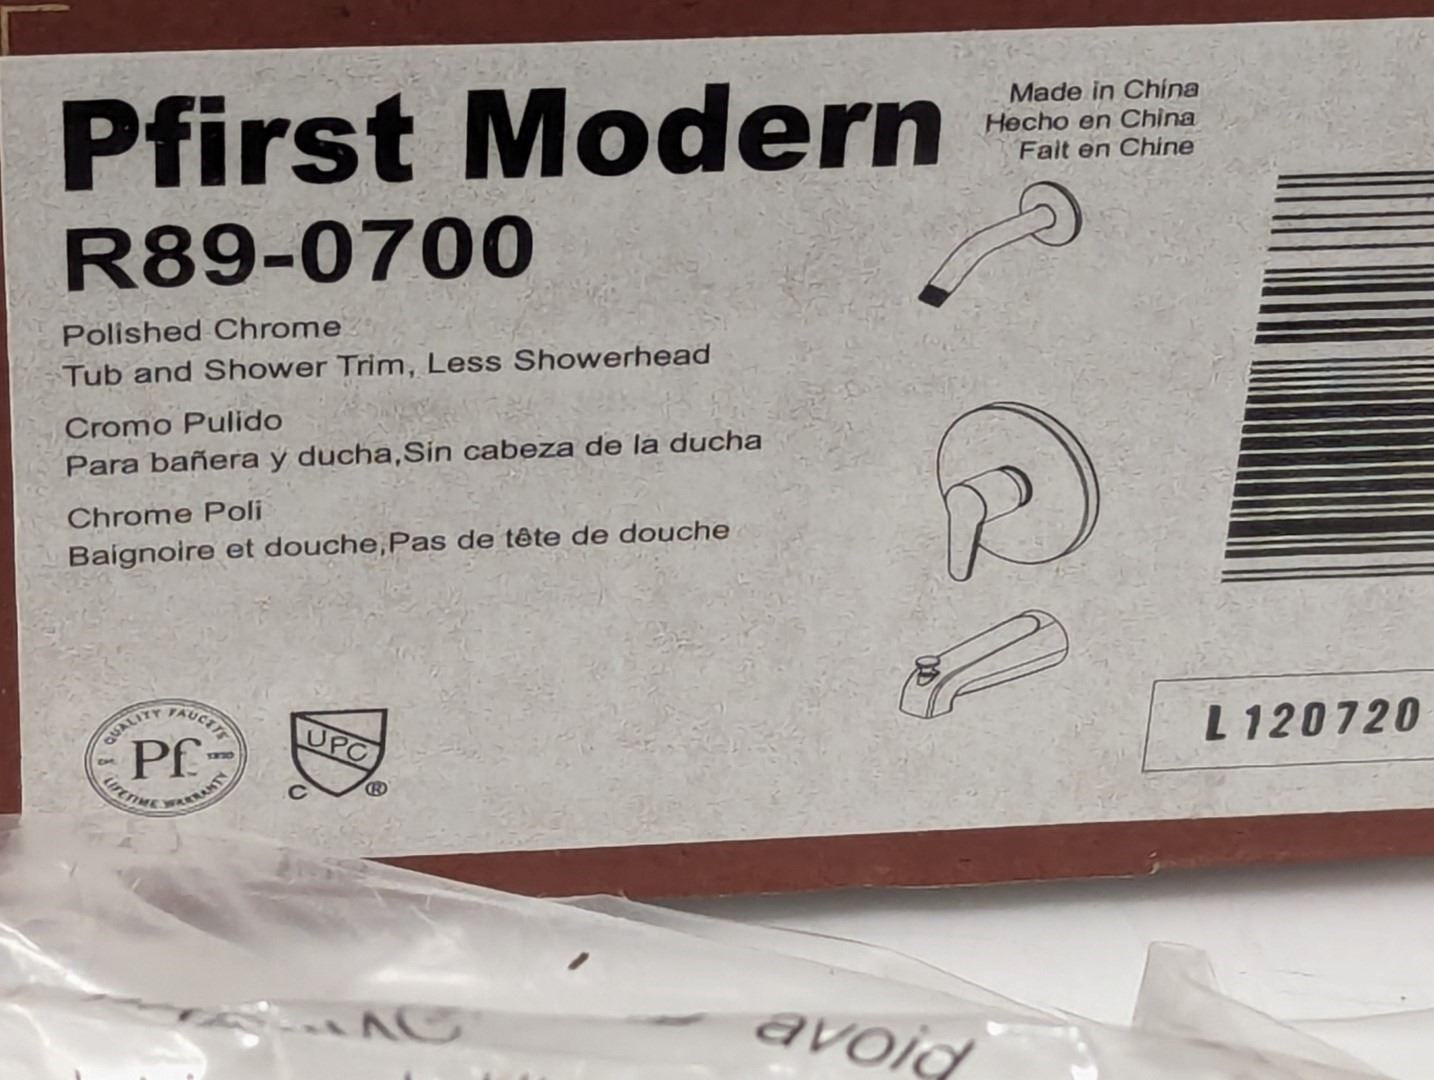 Pfirst Modern
R89-0700
Made in China
Hecho en China
Fait en Chine
Polished Chrome
Tub and Shower Trim, Less Showerhead
Cromo Pulido
Para bañera y ducha,Sin cabeza de la ducha
Chrome Poli
Baignoire et douche,Pas de tête de douche
QUALITY FAUCETS
Pf
LIFETIME WARRANTY
UPC
C ®
L 120720
avoid